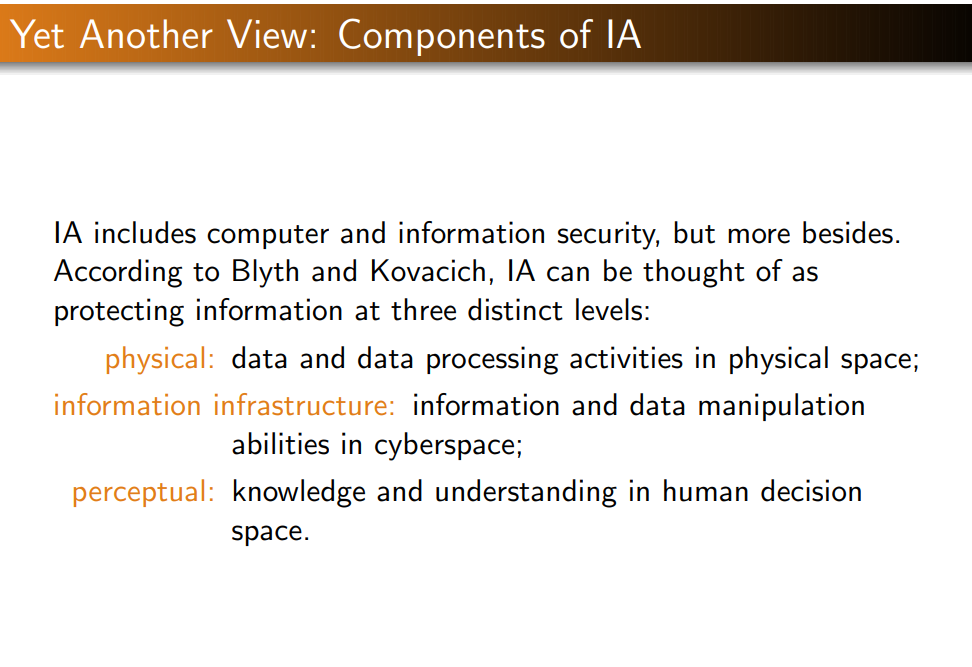 Yet Another View: Components of IA
IA includes computer and information security, but more besides.
According to Blyth and Kovacich, IA can be thought of as
protecting information at three distinct levels:
physical: data and data processing activities in physical space;
information infrastructure: information and data manipulation
abilities in cyberspace;
perceptual: knowledge and understanding in human decision
space.